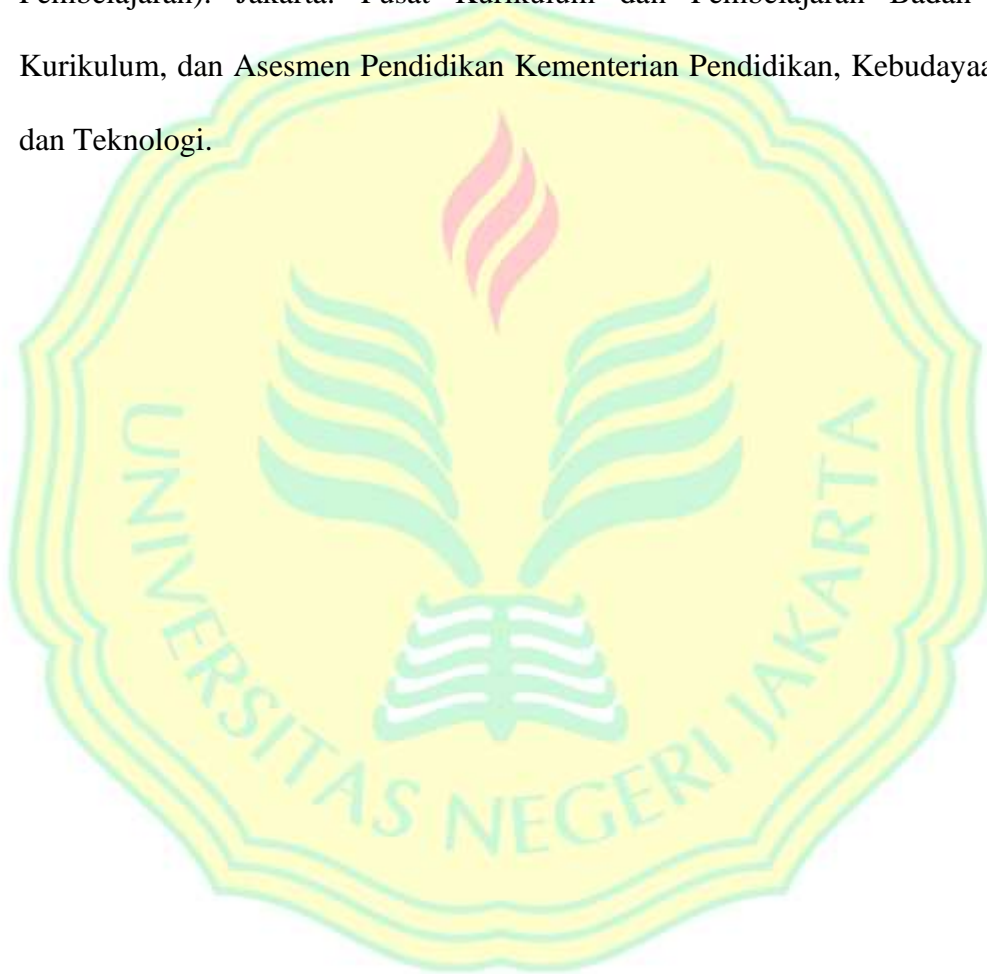 Pembelajaran). Jakarta: Pusat Kurikulum dan Pembelajaran Badan
Kurikulum, dan Asesmen Pendidikan Kementerian Pendidikan, Kebudayaa
dan Teknologi.
UNIVERSITAS NEGERI JAKARTA